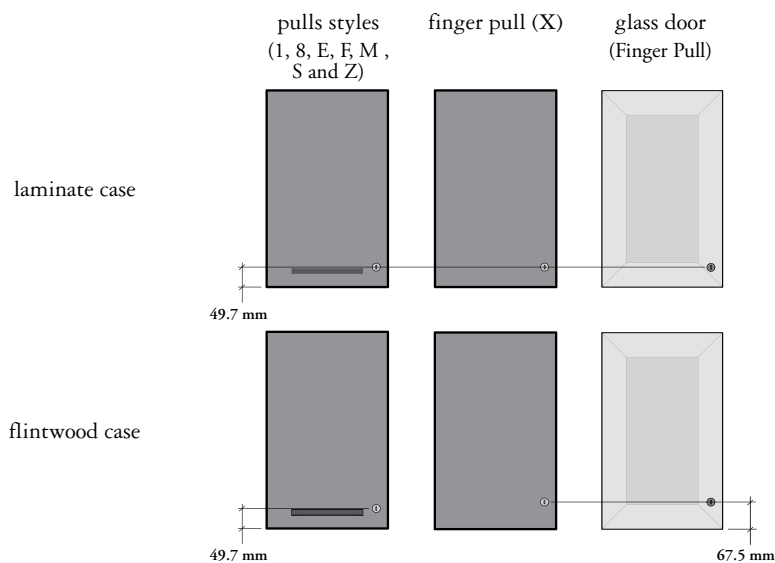 pulls styles
(1, 8, E, F, M ,
S and Z)
finger pull (X)
glass door
(Finger Pull)
laminate case
49.7 mm
flintwood case
49.7 mm
67.5 mm